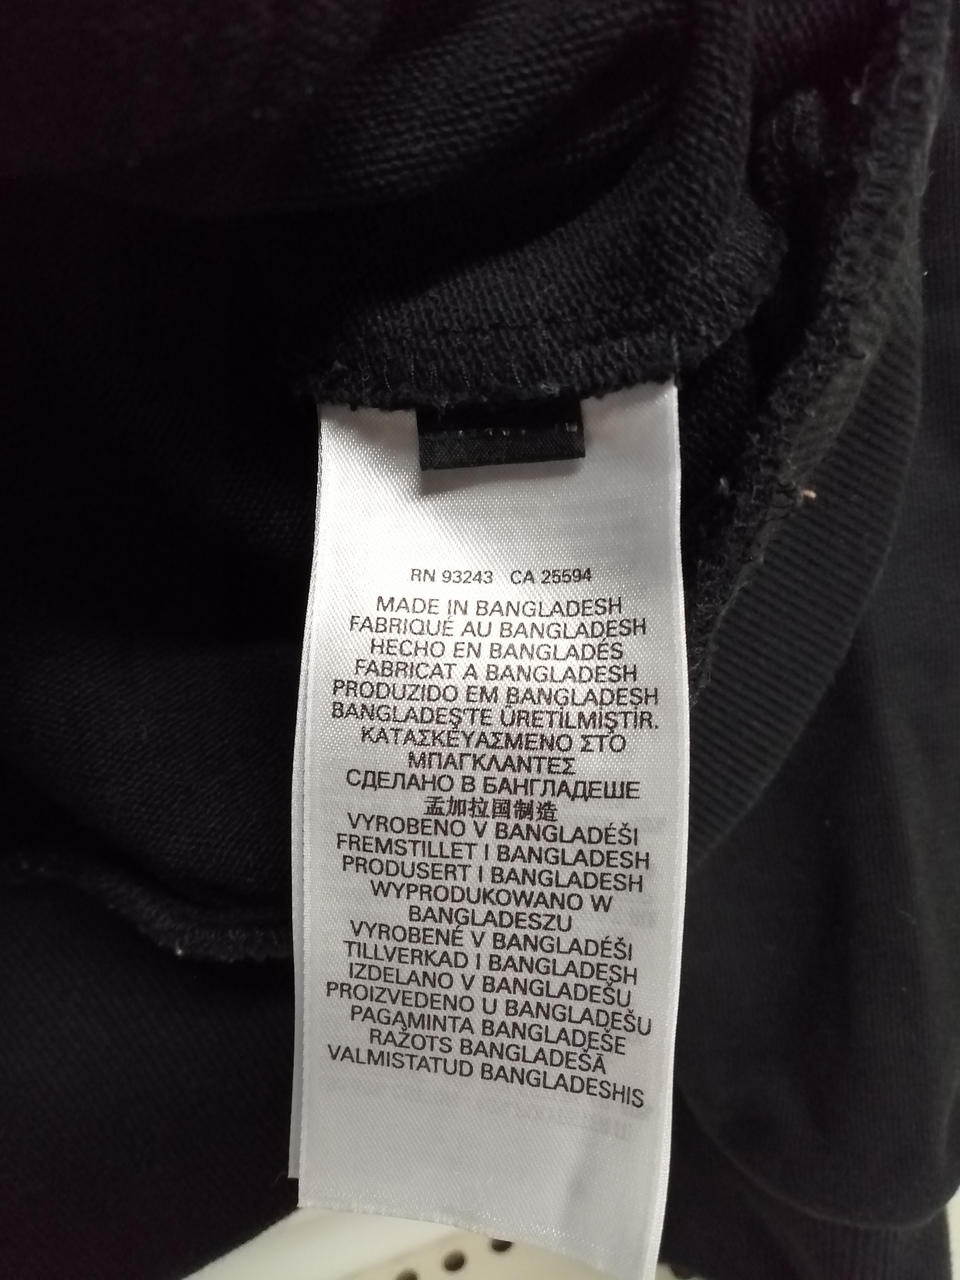 RN 93243 CA 25594
MADE IN BANGLADESH
FABRIQUÉ AU BANGLADESH
HECHO EN BANGLADÉS
FABRICAT A BANGLADESH
PRODUZIDO EM BANGLADESH
BANGLADEŞ'TE ÜRETİLMİŞTİR.
ΚΑΤΑΣΚΕΥΑΣΜΕΝΟ ΣΤΟ
ΜΠΑΓΚΛΑΝΤΕΣ
СДЕЛАНО В БАНГЛАДЕШЕ
孟加拉国制造
VYROBENO V BANGLADÉŠI
FREMSTILLET I BANGLADESH
PRODUSERT I BANGLADESH
WYPRODUKOWANO W
BANGLADESZU
VYROBENÉ V BANGLADÉŠI
TILLVERKAD I BANGLADESH
IZDELANO V BANGLADEŠU
PROIZVEDENO U BANGLADEŠU
PAGAMINTA BANGLADEŠE
RAŽOTS BANGLADEŠĀ
VALMISTATUD BANGLADESHIS